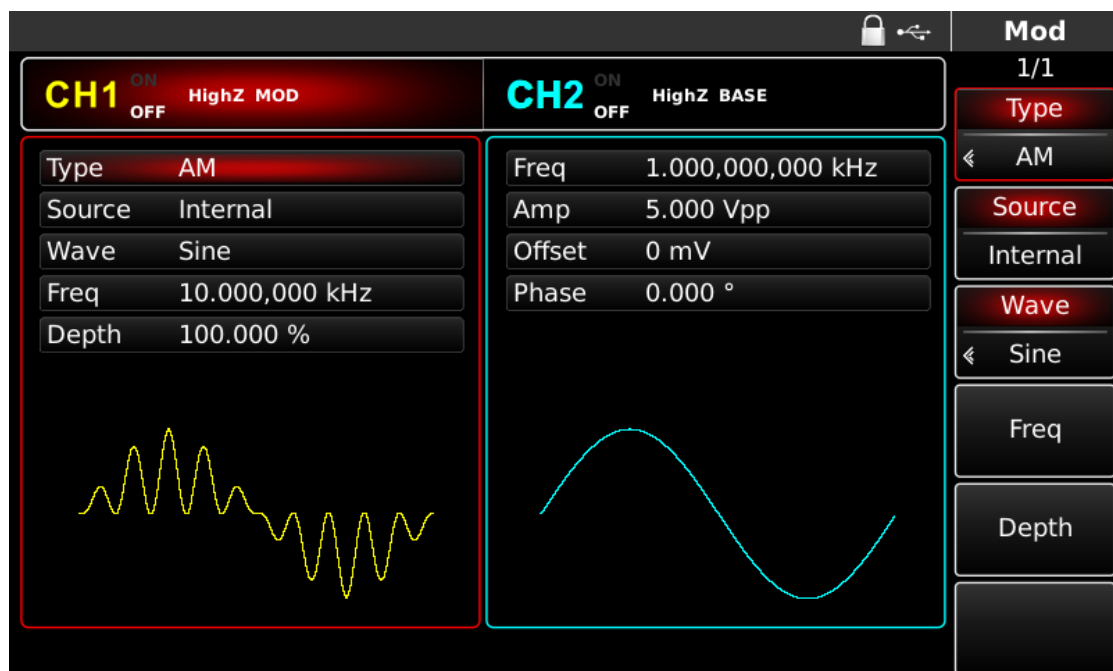 Mod
1/1
CH1 ON OFF HighZ MOD
CH2 ON OFF HighZ BASE
Type AM
Source Internal
Wave Sine
Freq 10.000,000 kHz
Depth 100.000 %
Freq 1.000,000,000 kHz
Amp 5.000 Vpp
Offset 0 mV
Phase 0.000 °
Type
AM
Source
Internal
Wave
Sine
Freq
Depth